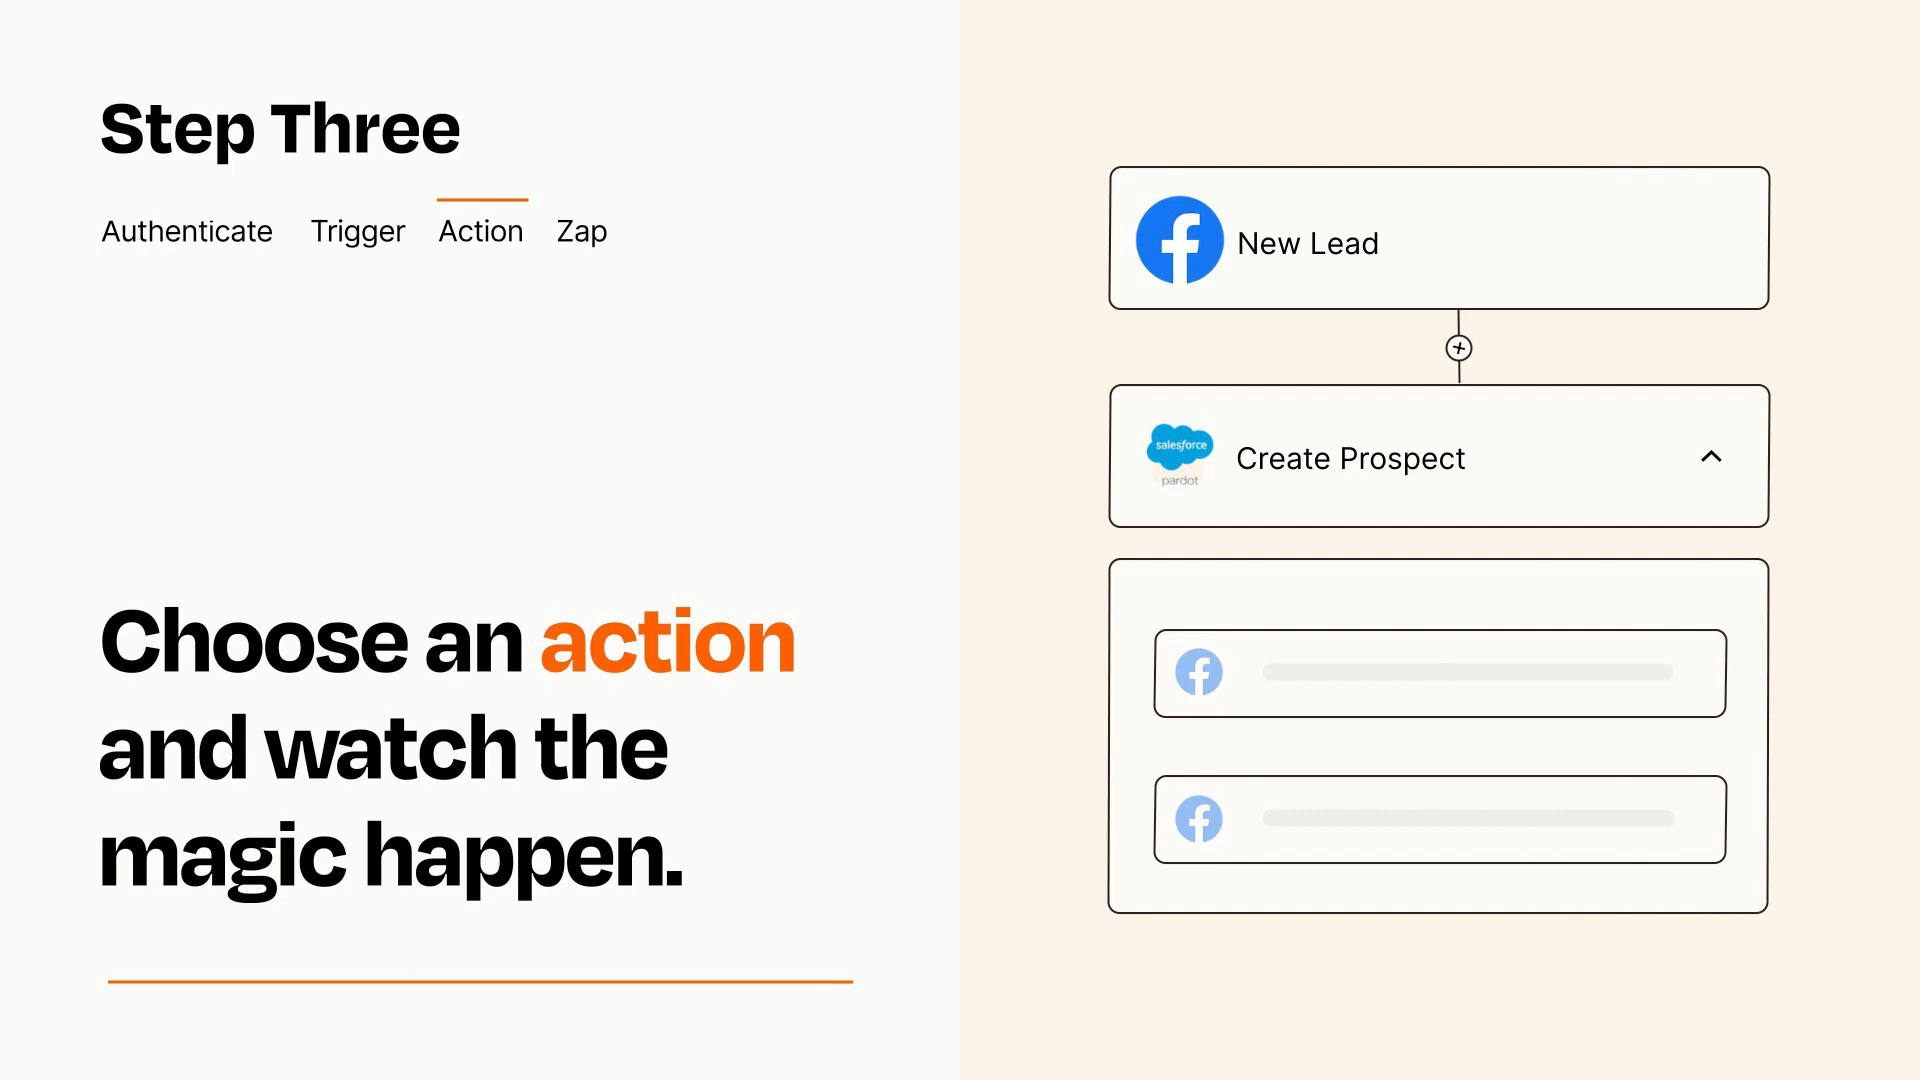 Step Three
Authenticate Trigger Action Zap
Choose an action
and watch the
magic happen.
New Lead
salesforce
pardot
Create Prospect